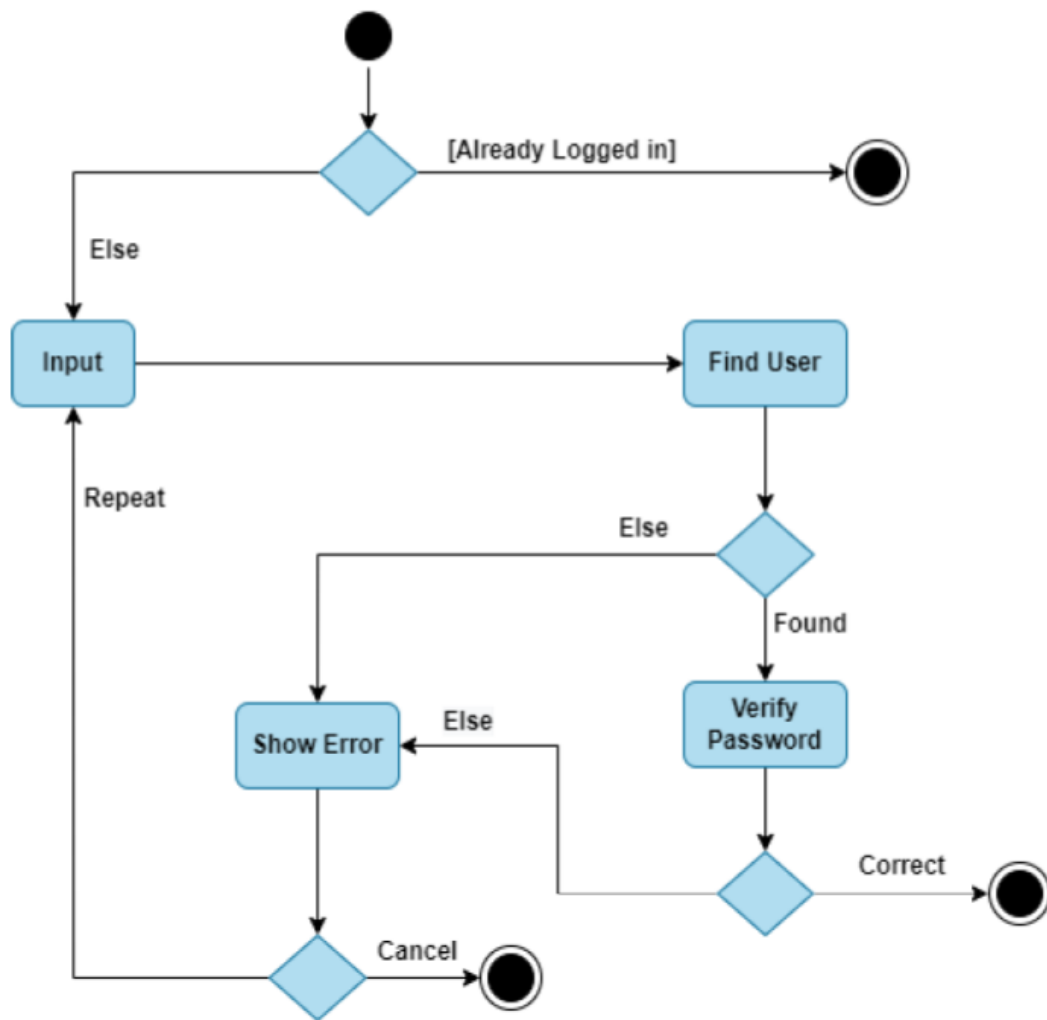 [Already Logged in]
Else
Input
Find User
Repeat
Else
Found
Verify
Password
Else
Show Error
Correct
Cancel